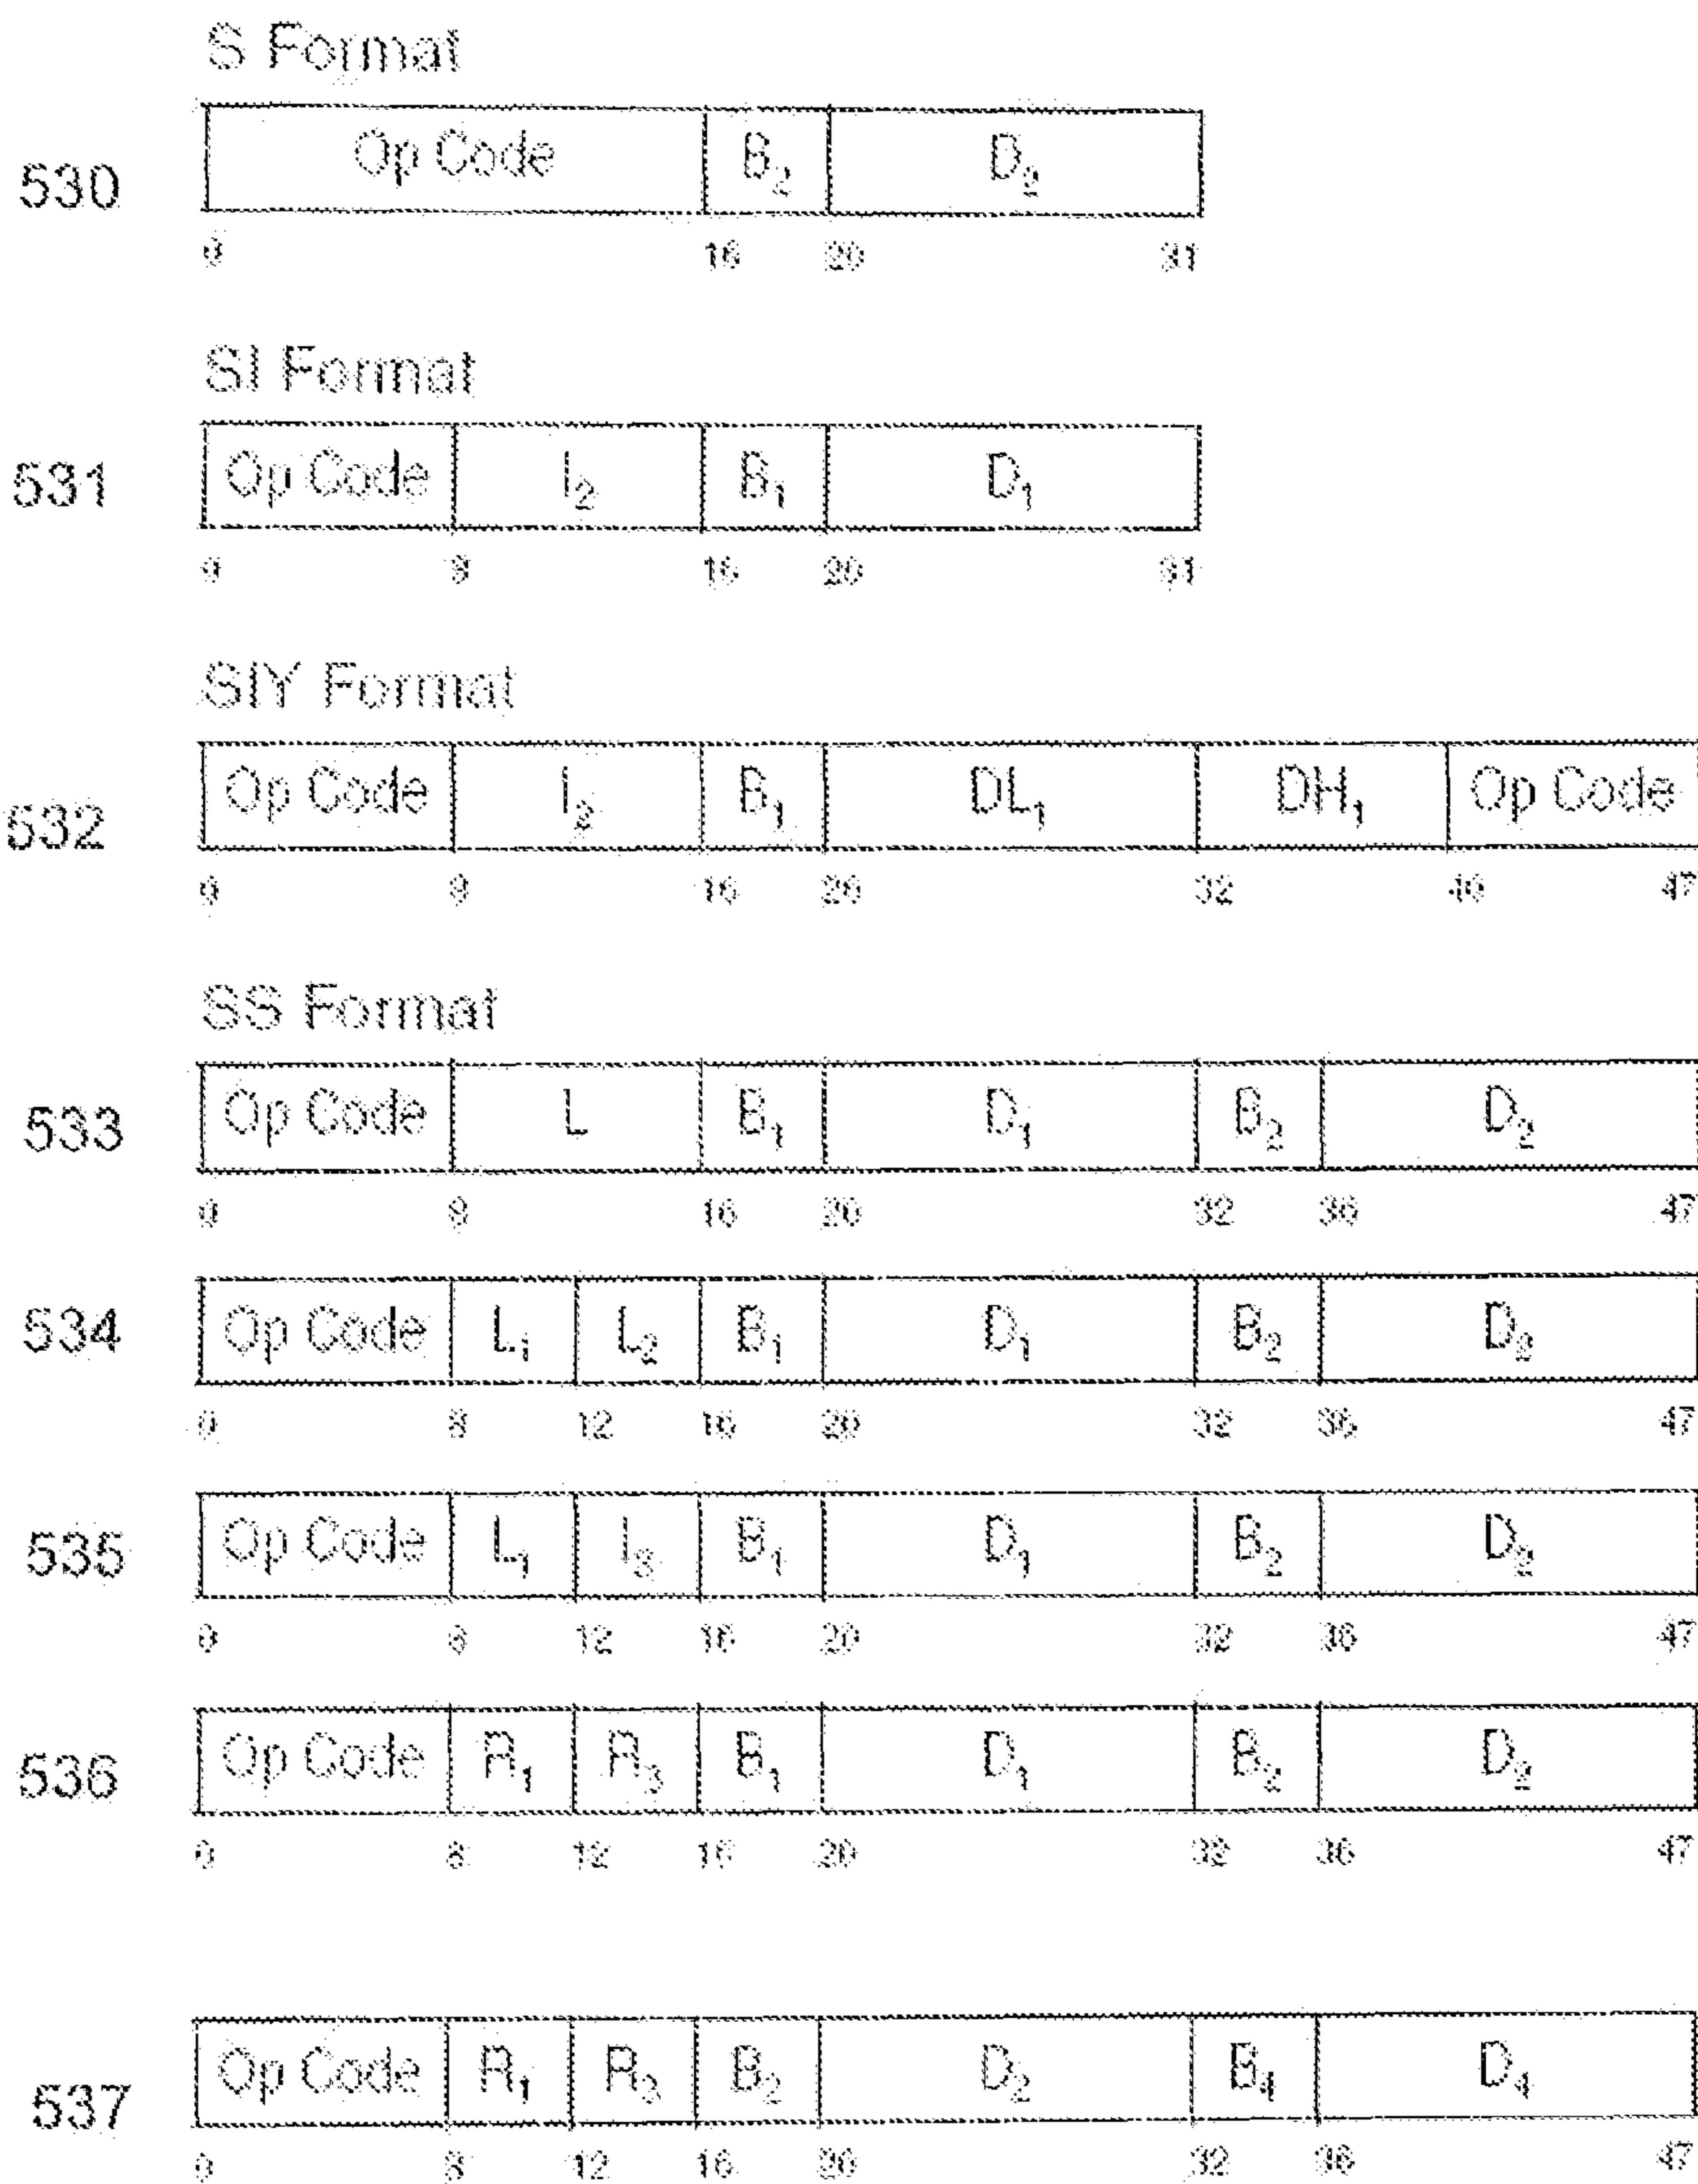 S Format
530 Op Code B₂ D₂
0 16 20 31
SI Format
531 Op Code I₂ B₁ D₁
0 8 16 20 31
SIY Format
532 Op Code I₂ B₁ DL₁ DH₁ Op Code
0 8 16 20 32 40 47
SS Format
533 Op Code L B₁ D₁ B₂ D₂
0 8 16 20 32 36 47
534 Op Code L₁ L₂ B₁ D₁ B₂ D₂
0 8 12 16 20 32 36 47
535 Op Code L₁ I₃ B₁ D₁ B₂ D₂
0 8 12 16 20 32 36 47
536 Op Code R₁ R₃ B₁ D₁ B₂ D₂
0 8 12 16 20 32 36 47
537 Op Code R₁ R₃ B₂ D₂ B₄ D₄
0 8 12 16 20 32 36 47